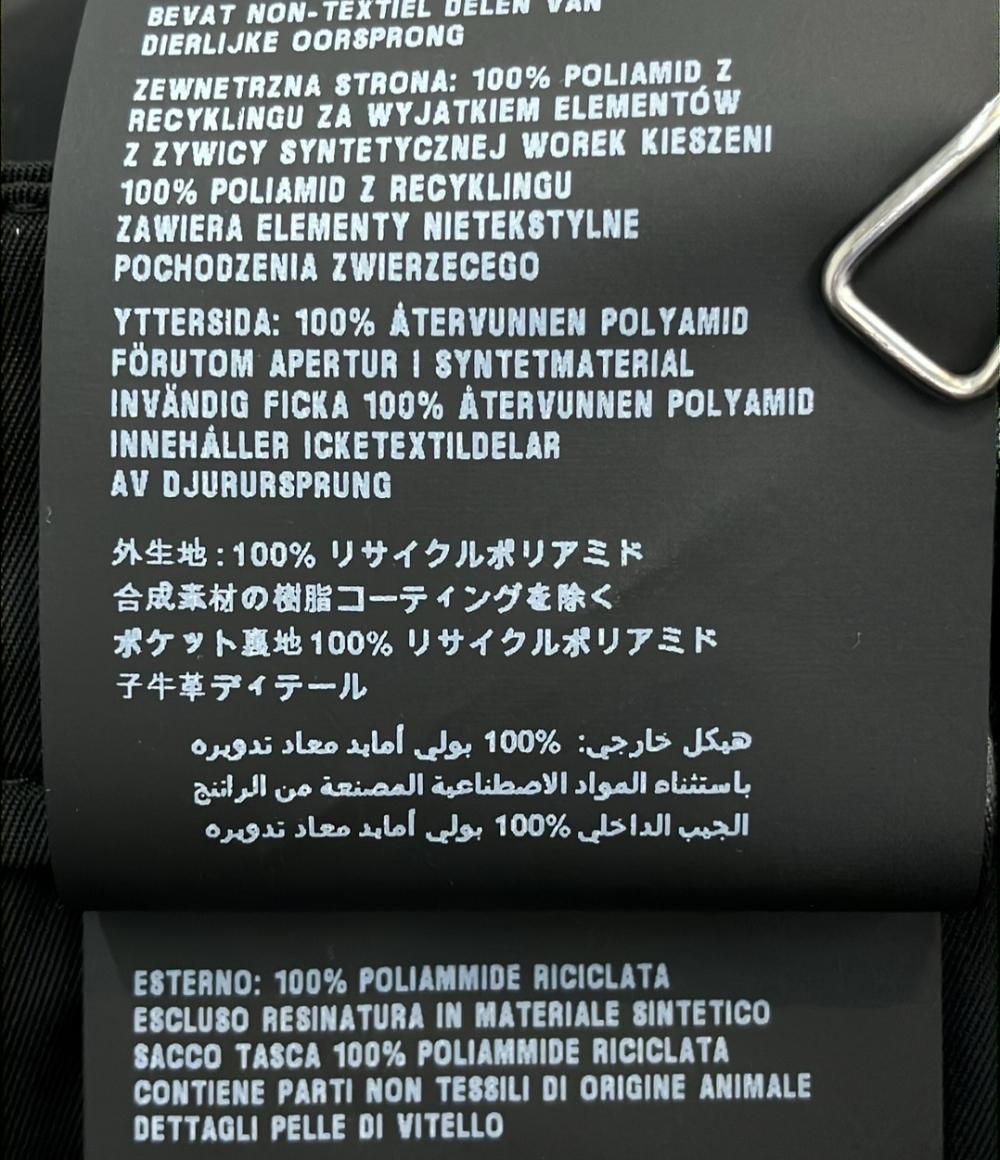 BEVAT NON-TEXTIEL DELEN VAN
DIERLIJKE OORSPRONG
ZEWNETRZNA STRONA: 100% POLIAMID Z
RECYKLINGU ZA WYJATKIEM ELEMENTÓW
Z ZYWICY SYNTETYCZNEJ WOREK KIESZENI
100% POLIAMID Z RECYKLINGU
ZAWIERA ELEMENTY NIETEKSTYLNE
POCHODZENIA ZWIERZECEGO
YTTERSIDA: 100% ÅTERVUNNEN POLYAMID
FÖRUTOM APERTUR I SYNTETMATERIAL
INVÄNDIG FICKA 100% ÅTERVUNNEN POLYAMID
INNEHÅLLER ICKETEXTILDELAR
AV DJURURSPRUNG
外生地:100% リサイクルポリアミド
合成素材の樹脂コーティングを除く
ポケット裏地100% リサイクルポリアミド
子牛革ディテール
هيكل خارجي: 100% بولي أمايد معاد تدويره
باستثناء المواد الاصطناعية المصنعة من الراتنج
الجيب الداخلي 100% بولي أمايد معاد تدويره
ESTERNO: 100% POLIAMMIDE RICICLATA
ESCLUSO RESINATURA IN MATERIALE SINTETICO
SACCO TASCA 100% POLIAMMIDE RICICLATA
CONTIENE PARTI NON TESSILI DI ORIGINE ANIMALE
DETTAGLI PELLE DI VITELLO